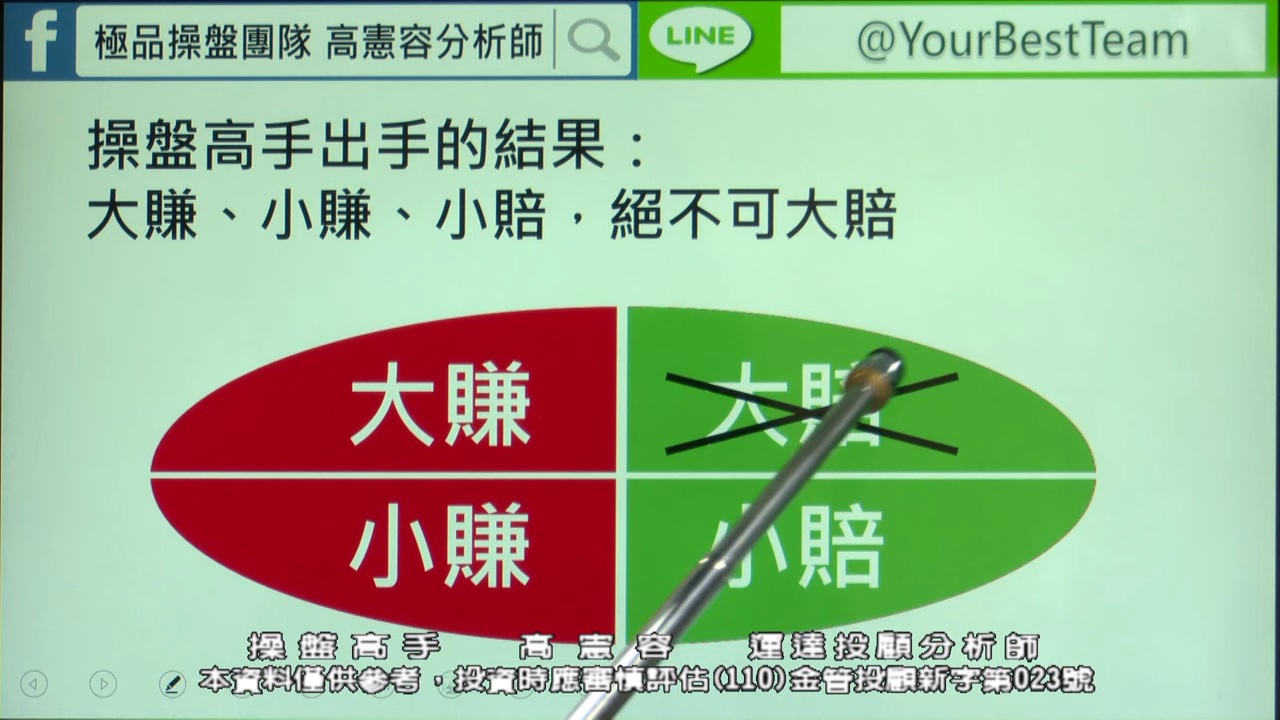 f 極品操盤團隊 高憲容分析師 LINE @YourBestTeam
操盤高手出手的結果：
大賺、小賺、小賠，絕不可大賠
大賺 大賠
小賺 小賠
操盤高手 高憲容 運達投顧分析師
本資料僅供參考，投資時應審慎評估(110)金管投顧新字第023號